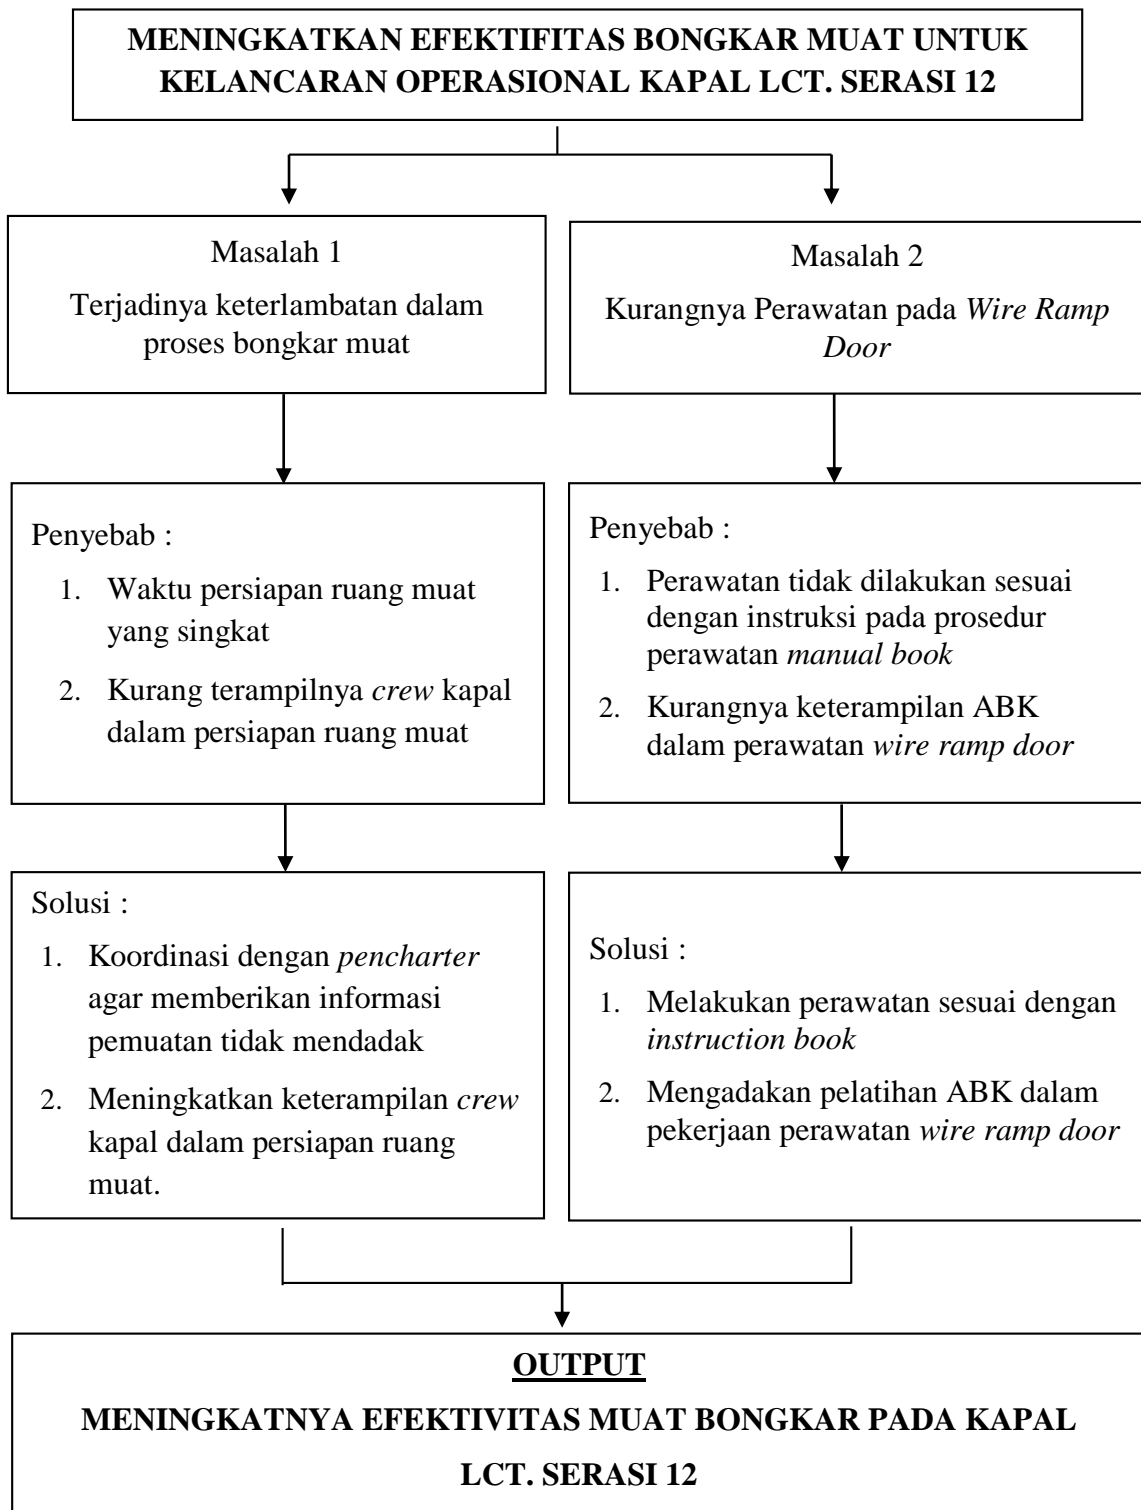 MENINGKATKAN EFEKTIFITAS BONGKAR MUAT UNTUK
KELANCARAN OPERASIONAL KAPAL LCT. SERASI 12
Masalah 1
Terjadinya keterlambatan dalam
proses bongkar muat
Masalah 2
Kurangnya Perawatan pada Wire Ramp
Door
Penyebab :
1. Waktu persiapan ruang muat
yang singkat
2. Kurang terampilnya crew kapal
dalam persiapan ruang muat
Penyebab :
1. Perawatan tidak dilakukan sesuai
dengan instruksi pada prosedur
perawatan manual book
2. Kurangnya keterampilan ABK
dalam perawatan wire ramp door
Solusi :
1. Koordinasi dengan pencharter
agar memberikan informasi
pemuatan tidak mendadak
2. Meningkatkan keterampilan crew
kapal dalam persiapan ruang
muat.
Solusi :
1. Melakukan perawatan sesuai dengan
instruction book
2. Mengadakan pelatihan ABK dalam
pekerjaan perawatan wire ramp door
OUTPUT
MENINGKATNYA EFEKTIVITAS MUAT BONGKAR PADA KAPAL
LCT. SERASI 12